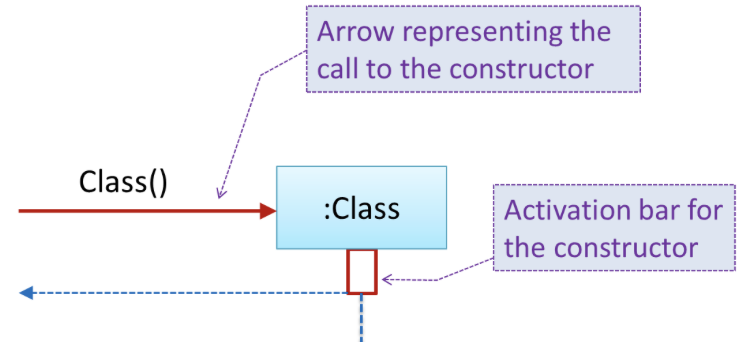 Arrow representing the
call to the constructor
Class()
:Class
Activation bar for
the constructor